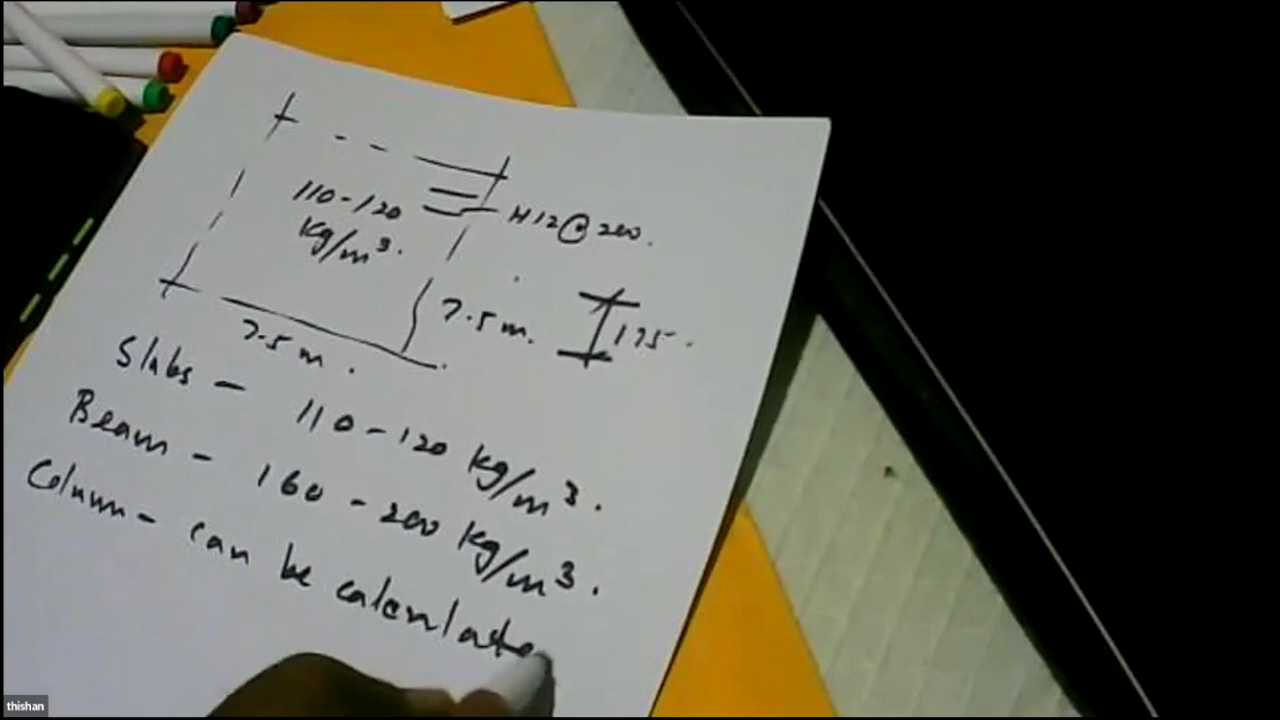 110-120
kg/m³.
H12@200.
7.5m.
175.
7.5m.
Slabs - 110-120 kg/m³.
Beam - 160-200 kg/m³.
Column - can be calculate
thishan